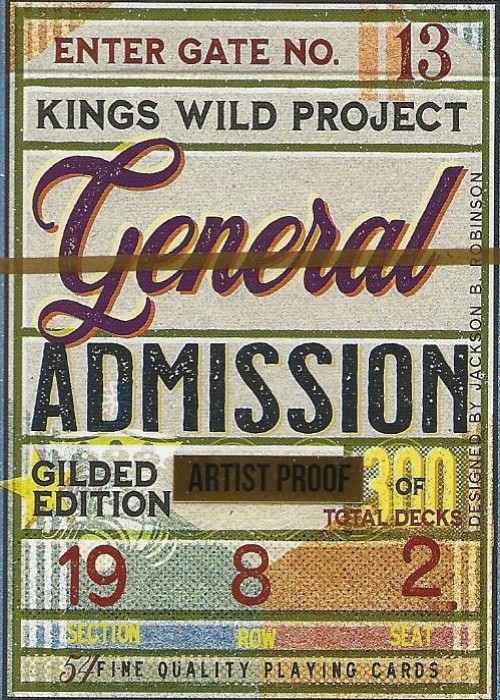 ENTER GATE NO. 13
KINGS WILD PROJECT
General
ADMISSION
DESIGNED BY JACKSON B. ROBINSON
GILDED
EDITION
ARTIST PROOF
300
OF
TOTAL DECKS
19 8 2
SECTION ROW SEAT
54 FINE QUALITY PLAYING CARDS